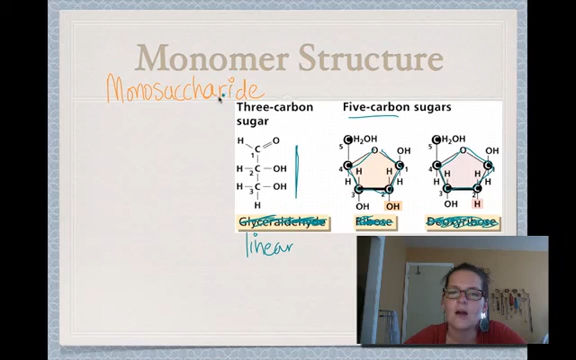 Monomer Structure
Monosaccharide
Three-carbon sugar
Five-carbon sugars
H O
C
1
H 2 C OH
H 3 C OH
H
5 CH2OH
O OH
4 C C 1
H H H H
3 C C 2
OH OH
5 CH2OH
O OH
4 C C 1
H H H H
3 C C 2
OH H
Glyceraldehyde
Ribose
Deoxyribose
linear